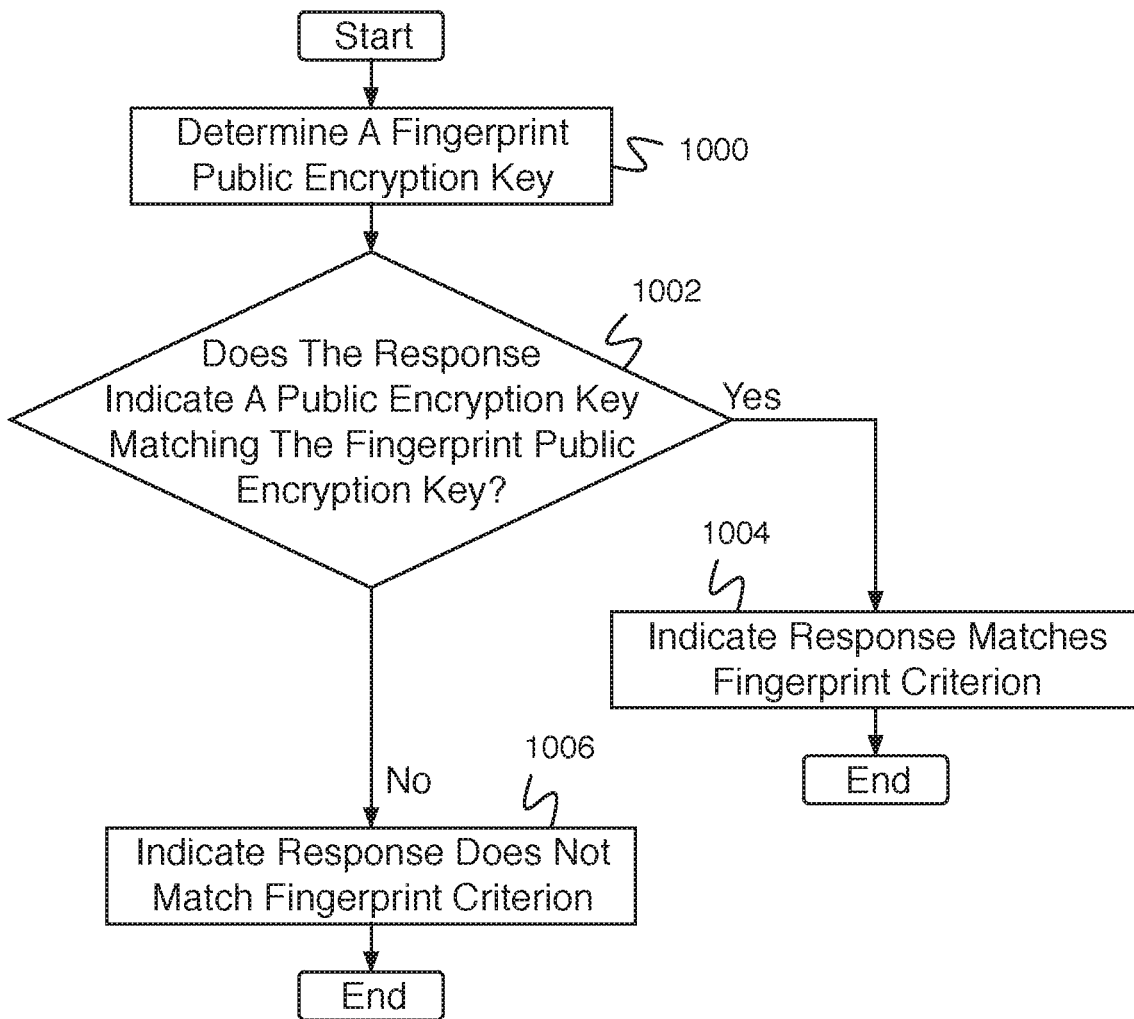 Start
Determine A Fingerprint
Public Encryption Key
1000
1002
Does The Response
Indicate A Public Encryption Key
Matching The Fingerprint Public
Encryption Key?
Yes
1004
Indicate Response Matches
Fingerprint Criterion
End
No
1006
Indicate Response Does Not
Match Fingerprint Criterion
End